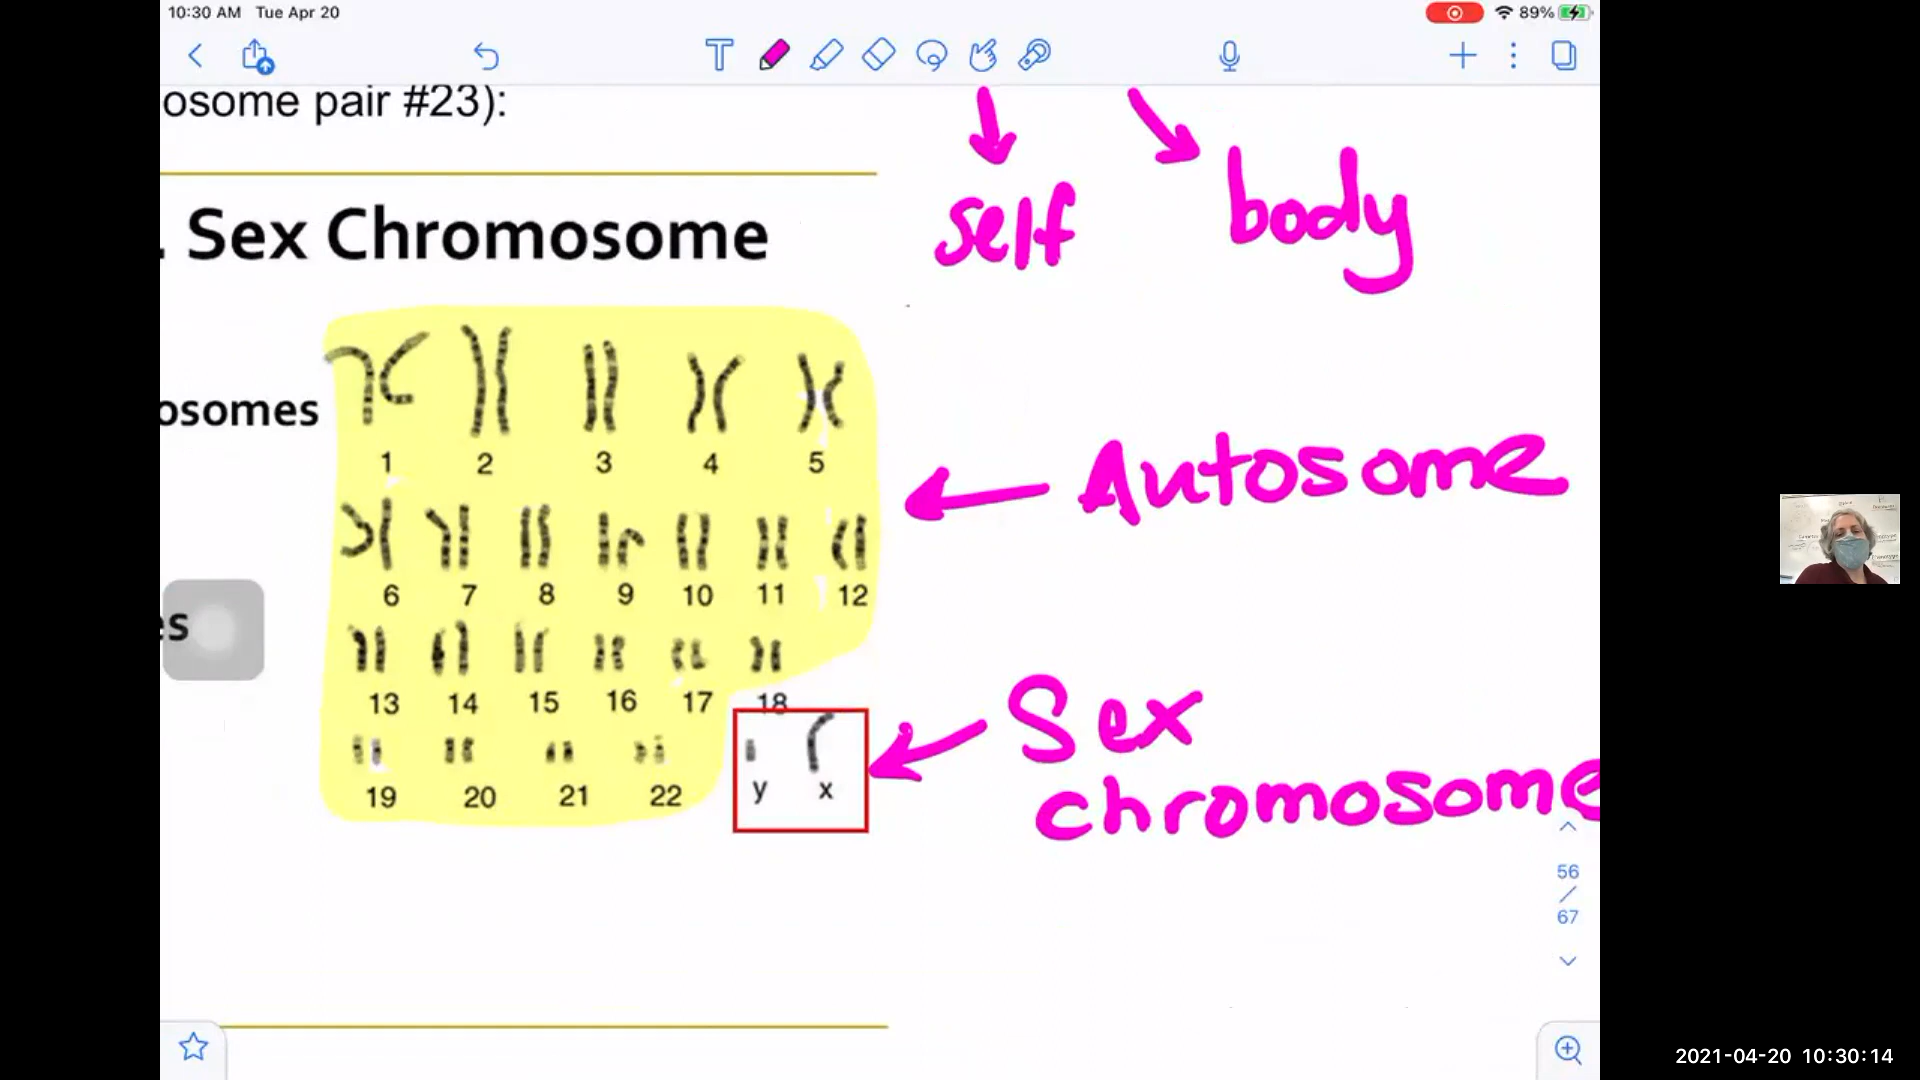 10:30 AM Tue Apr 20
89%
T
osome pair #23):
self
body
. Sex Chromosome
osomes
1 2 3 4 5
Autosome
6 7 8 9 10 11 12
es
13 14 15 16 17 18
Sex
chromosome
y x
19 20 21 22
56
/
67
2021-04-20 10:30:14